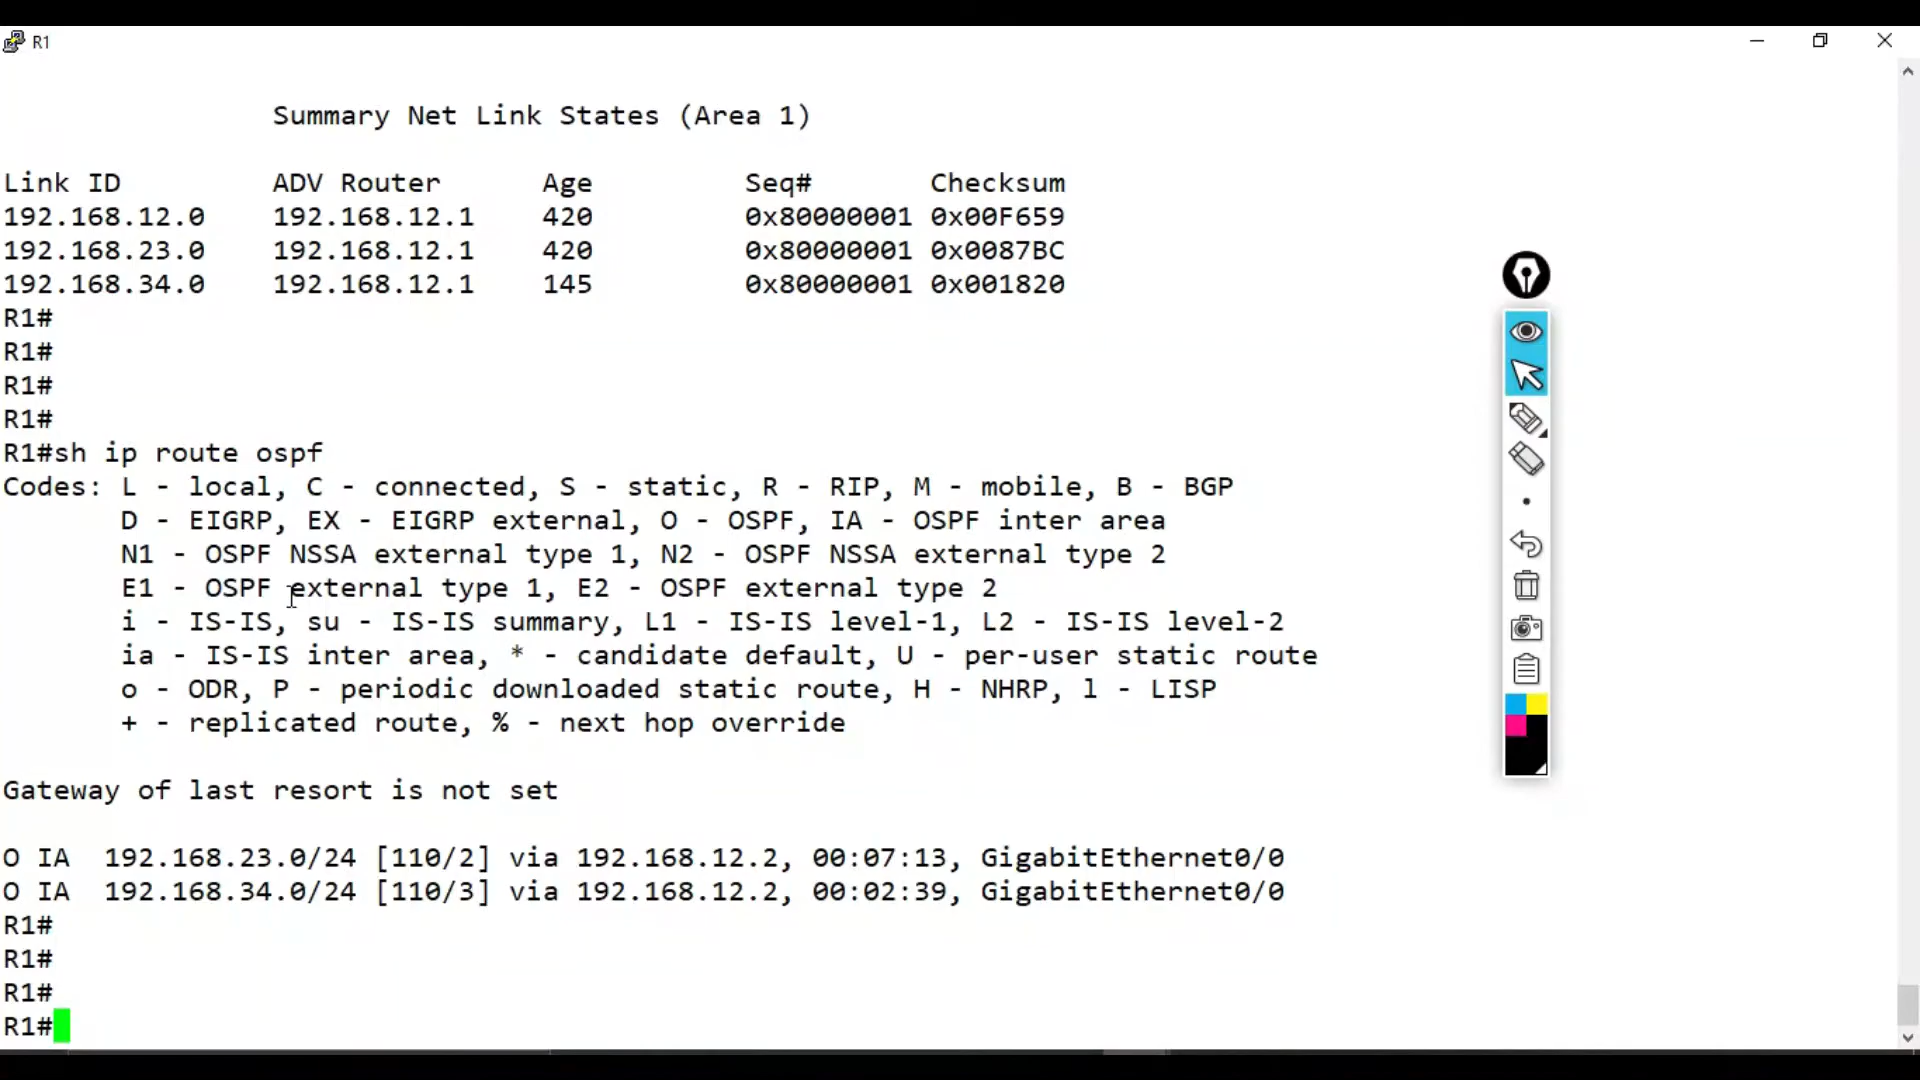 R1
Summary Net Link States (Area 1)
Link ID ADV Router Age Seq# Checksum
192.168.12.0 192.168.12.1 420 0x80000001 0x00F659
192.168.23.0 192.168.12.1 420 0x80000001 0x0087BC
192.168.34.0 192.168.12.1 145 0x80000001 0x001820
R1#
R1#
R1#
R1#
R1#sh ip route ospf
Codes: L - local, C - connected, S - static, R - RIP, M - mobile, B - BGP
D - EIGRP, EX - EIGRP external, O - OSPF, IA - OSPF inter area
N1 - OSPF NSSA external type 1, N2 - OSPF NSSA external type 2
E1 - OSPF external type 1, E2 - OSPF external type 2
i - IS-IS, su - IS-IS summary, L1 - IS-IS level-1, L2 - IS-IS level-2
ia - IS-IS inter area, * - candidate default, U - per-user static route
o - ODR, P - periodic downloaded static route, H - NHRP, l - LISP
+ - replicated route, % - next hop override
Gateway of last resort is not set
O IA 192.168.23.0/24 [110/2] via 192.168.12.2, 00:07:13, GigabitEthernet0/0
O IA 192.168.34.0/24 [110/3] via 192.168.12.2, 00:02:39, GigabitEthernet0/0
R1#
R1#
R1#
R1#